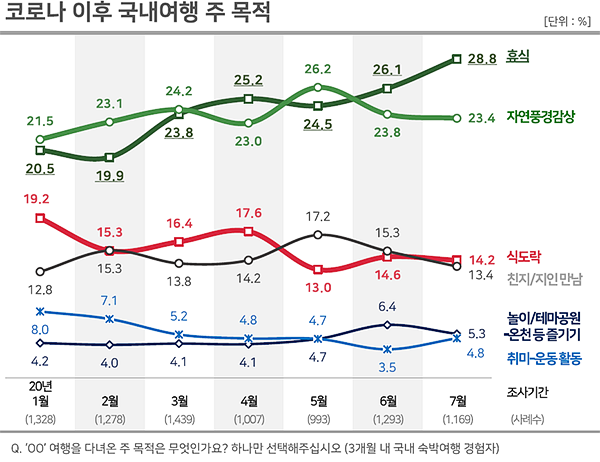 코로나 이후 국내여행 주 목적
[단위 : %]
28.8 휴식
26.2 26.1
25.2
24.2
23.1 자연풍경감상
21.5 23.8 24.5 23.8 23.4
23.0
20.5 19.9
19.2
17.6 17.2
15.3 16.4 15.3
14.2 식도락
15.3 13.8 14.2 14.6 13.4 친지/지인 만남
12.8 13.0
7.1 6.4 놀이/테마공원
8.0 5.2 4.8 4.7 5.3 -온천 등 즐기기
4.2 4.0 4.1 4.1 4.7 3.5 4.8 취미-운동 활동
20년
1월 2월 3월 4월 5월 6월 7월 조사기간
(1,328) (1,278) (1,439) (1,007) (993) (1,293) (1.169) (사례수)
Q. ‘OO’ 여행을 다녀온 주 목적은 무엇인가요? 하나만 선택해주십시오 (3개월 내 국내 숙박여행 경험자)